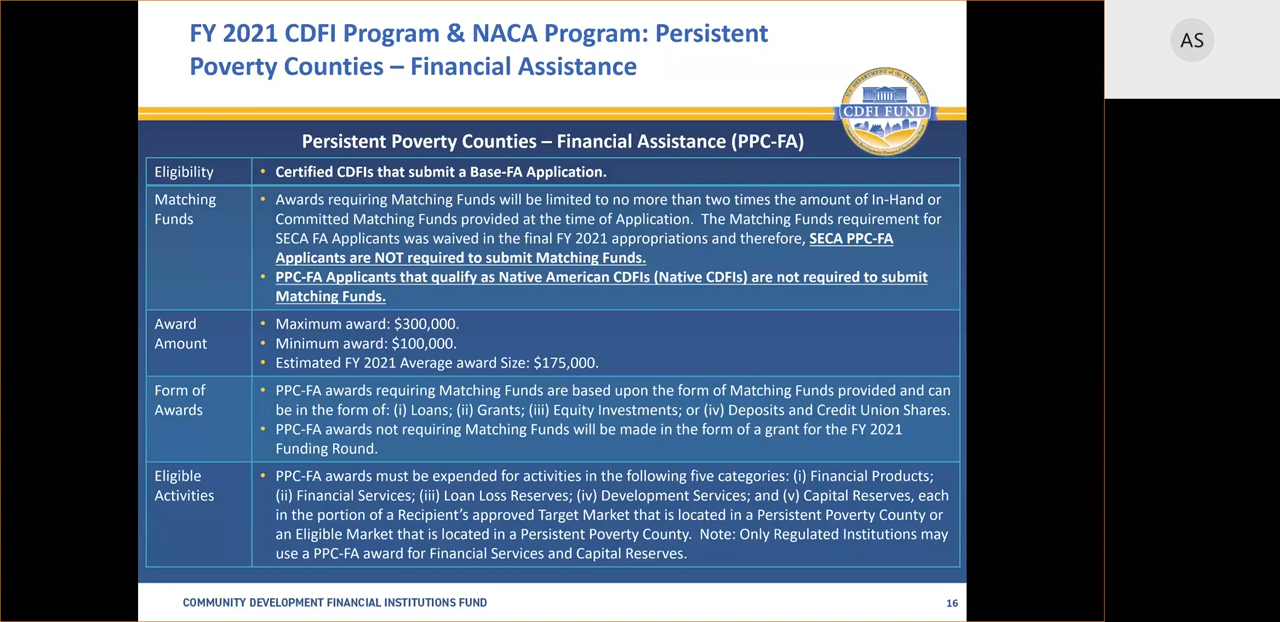 FY 2021 CDFI Program & NACA Program: Persistent
Poverty Counties – Financial Assistance
AS
CDFI FUND
Persistent Poverty Counties – Financial Assistance (PPC-FA)
Eligibility
• Certified CDFIs that submit a Base-FA Application.
Matching
Funds
• Awards requiring Matching Funds will be limited to no more than two times the amount of In-Hand or
Committed Matching Funds provided at the time of Application. The Matching Funds requirement for
SECA FA Applicants was waived in the final FY 2021 appropriations and therefore, SECA PPC-FA
Applicants are NOT required to submit Matching Funds.
• PPC-FA Applicants that qualify as Native American CDFIs (Native CDFIs) are not required to submit
Matching Funds.
Award
Amount
• Maximum award: $300,000.
• Minimum award: $100,000.
• Estimated FY 2021 Average award Size: $175,000.
Form of
Awards
• PPC-FA awards requiring Matching Funds are based upon the form of Matching Funds provided and can
be in the form of: (i) Loans; (ii) Grants; (iii) Equity Investments; or (iv) Deposits and Credit Union Shares.
• PPC-FA awards not requiring Matching Funds will be made in the form of a grant for the FY 2021
Funding Round.
Eligible
Activities
• PPC-FA awards must be expended for activities in the following five categories: (i) Financial Products;
(ii) Financial Services; (iii) Loan Loss Reserves; (iv) Development Services; and (v) Capital Reserves, each
in the portion of a Recipient's approved Target Market that is located in a Persistent Poverty County or
an Eligible Market that is located in a Persistent Poverty County. Note: Only Regulated Institutions may
use a PPC-FA award for Financial Services and Capital Reserves.
COMMUNITY DEVELOPMENT FINANCIAL INSTITUTIONS FUND
16